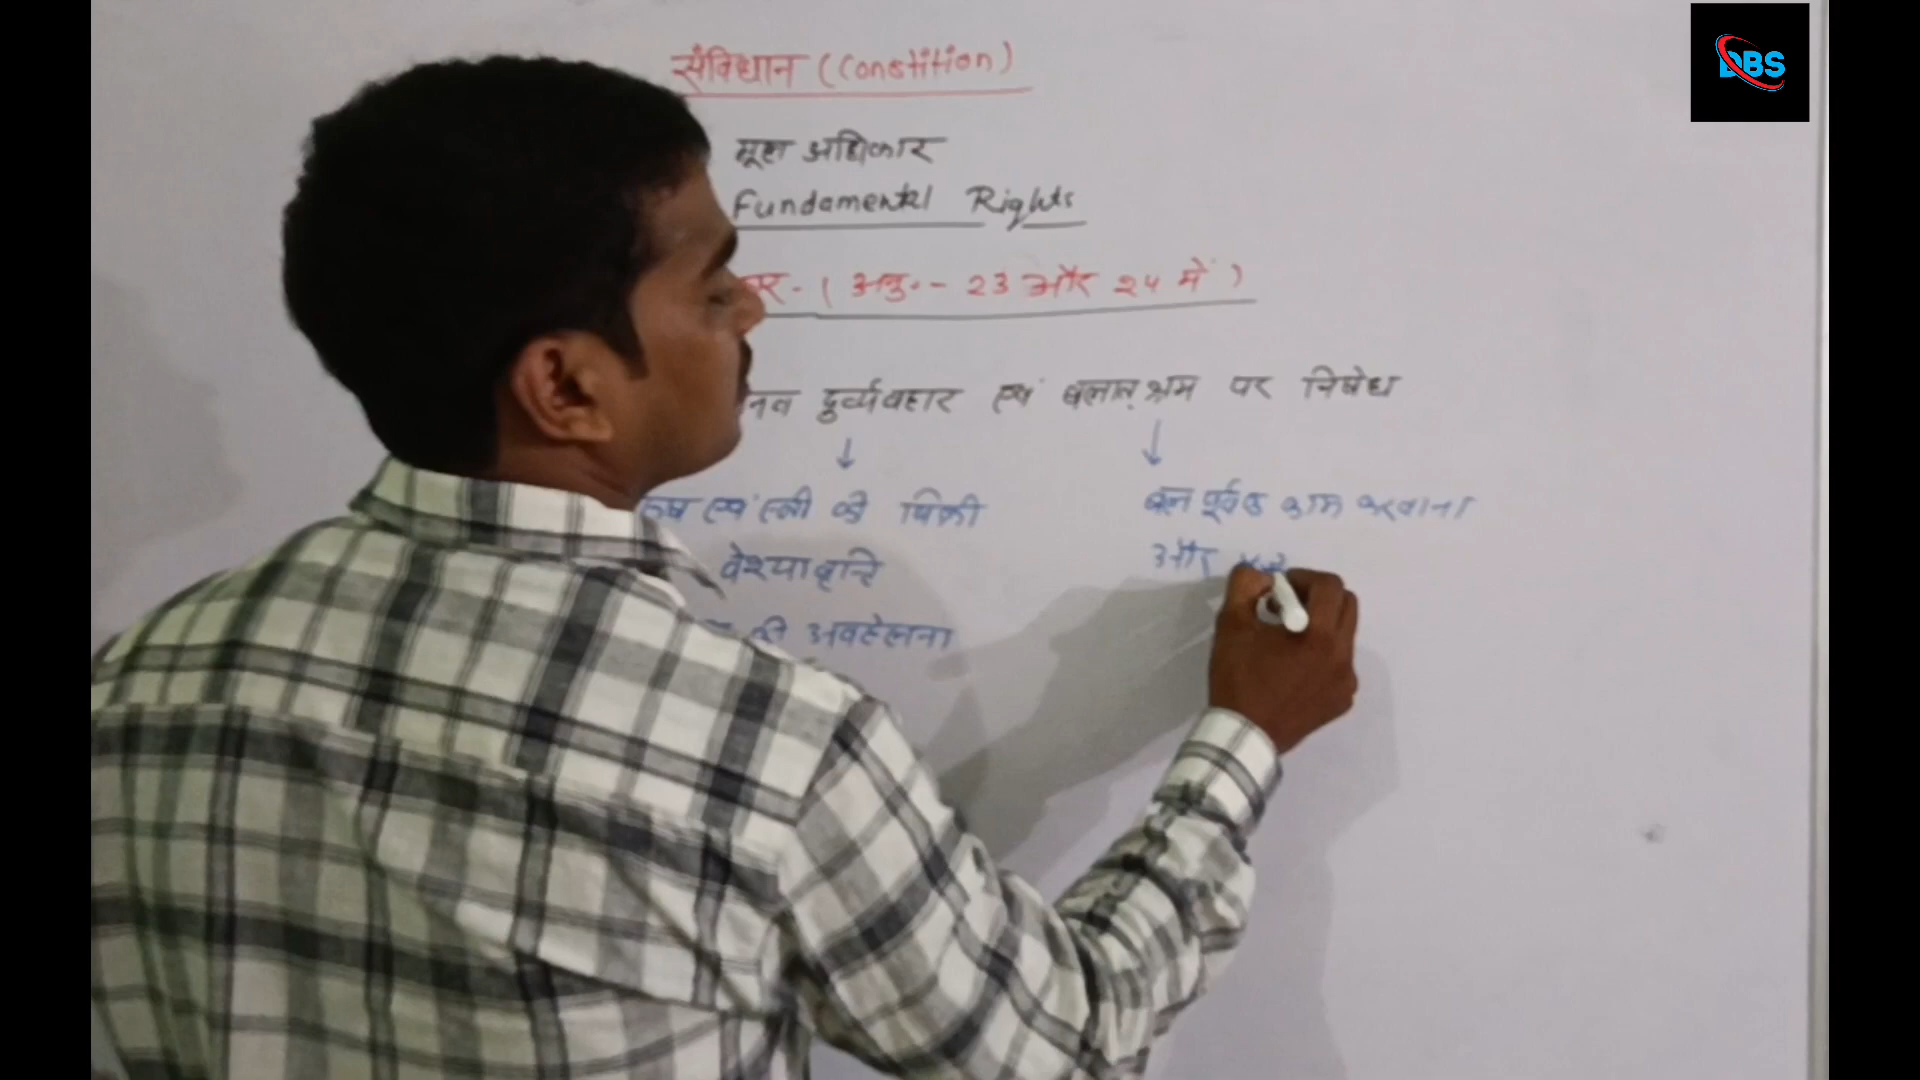 DBS
संविधान (Constition)
मूल अधिकार
Fundamental Rights
( अनु. - 23 और 24 में )
दुर्व्यवहार एवं बलात् श्रम पर निषेध
↓ ↓
एवं स्त्री की बिक्री
बल पूर्वक काम करवाना
वेश्यावृत्ति
और
की अवहेलना